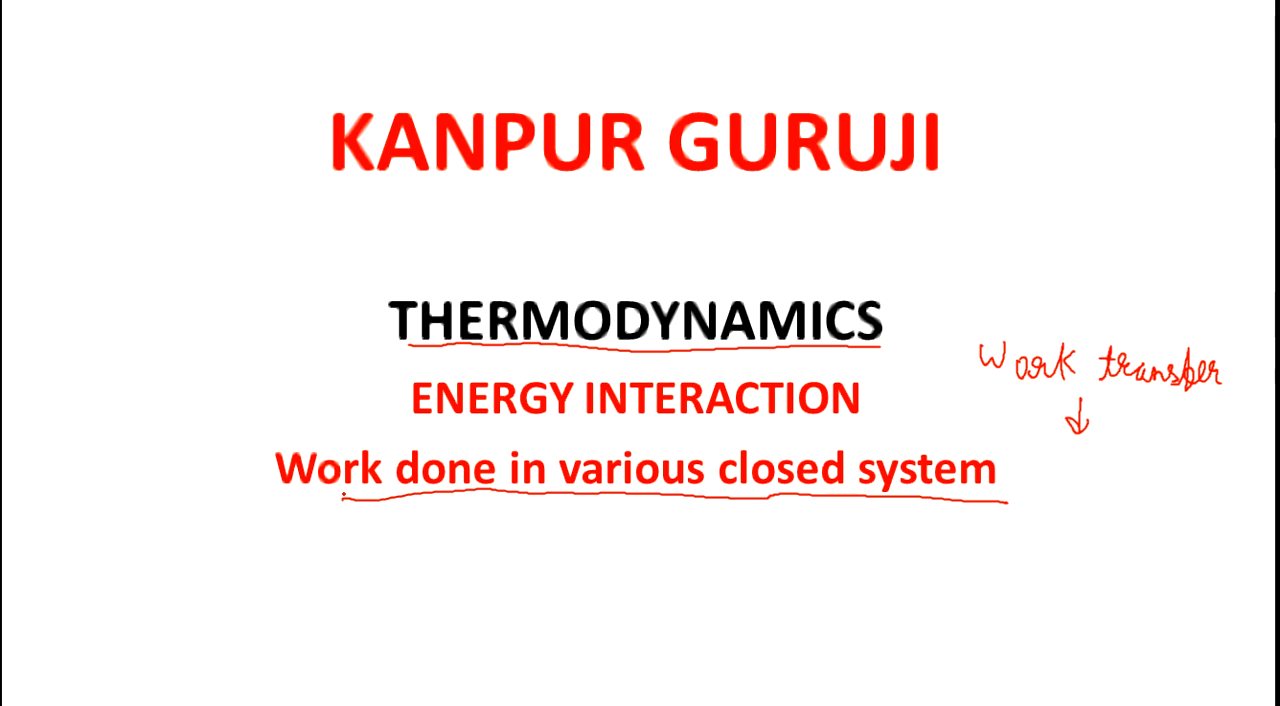 KANPUR GURUJI
THERMODYNAMICS
ENERGY INTERACTION
Work done in various closed system
Work transfer